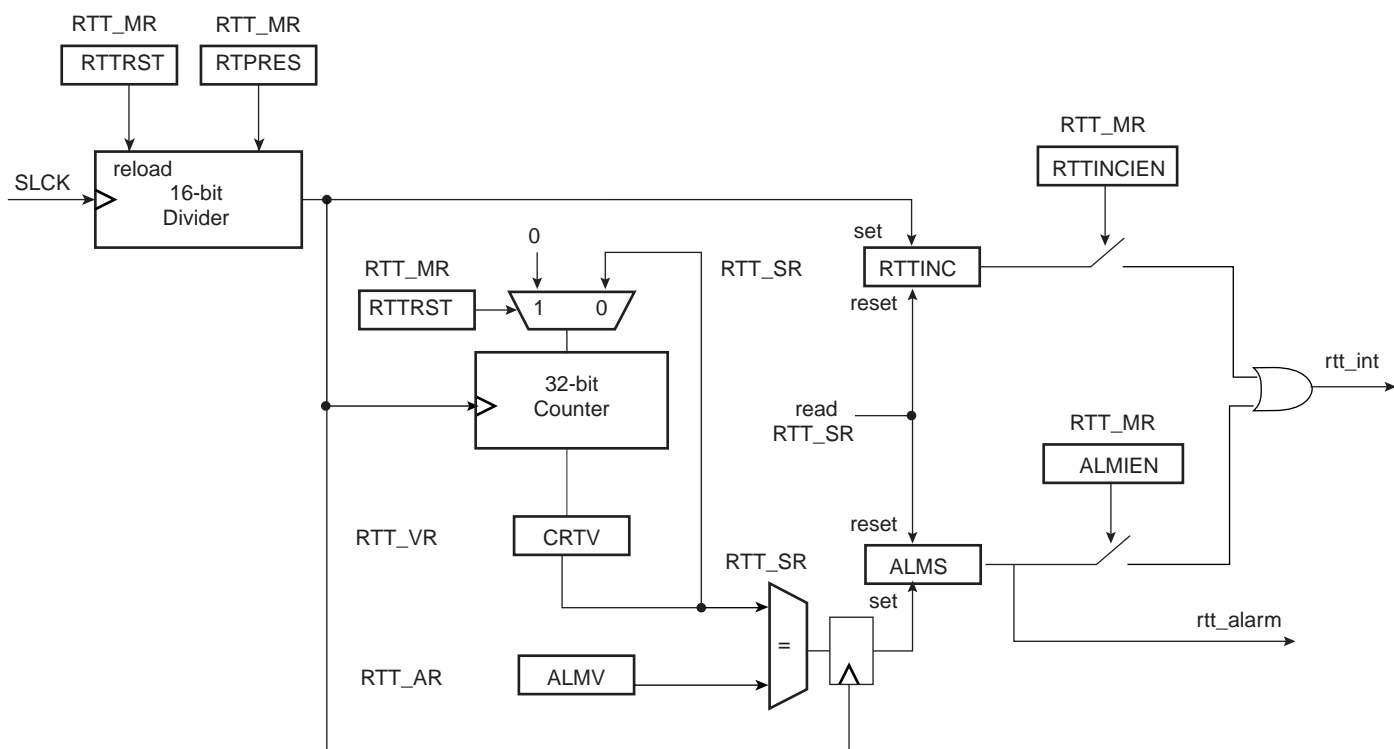 RTT_MR
RTT_MR
RTTRST
RTPRES
reload
SLCK
16-bit
Divider
RTT_MR
RTTINCIEN
0
set
RTT_MR
RTT_SR
RTTINC
RTTRST
1
0
reset
32-bit
Counter
rtt_int
read
RTT_SR
RTT_MR
ALMIEN
reset
RTT_VR
CRTV
RTT_SR
ALMS
set
rtt_alarm
=
RTT_AR
ALMV